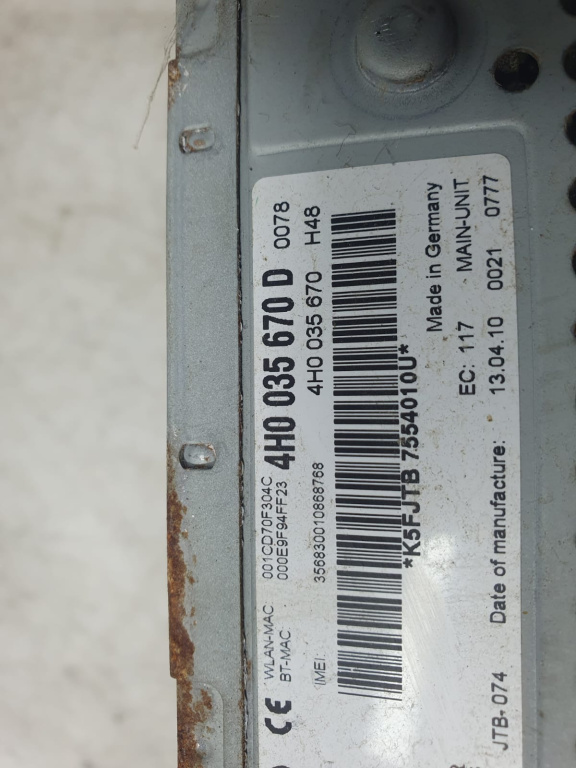 CE WLAN-MAC 001CD70F304C
BT-MAC 000E9F94FF23
4H0 035 670 D 0078
IMEI: 356830010868768 4H0 035 670 H48
*K5FJTB 7554010U*
Made in Germany
EC: 117 MAIN-UNIT
JTB-074 Date of manufacture: 13.04.10 0021 0777